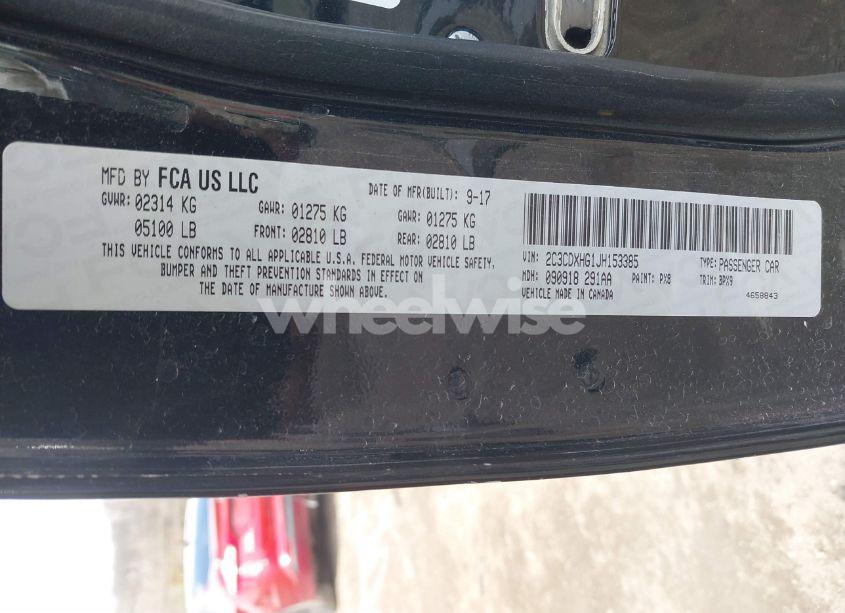 MFD BY FCA US LLC
DATE OF MFR(BUILT): 9-17
GVWR: 02314 KG
GAWR: 01275 KG
GAWR: 01275 KG
05100 LB
FRONT: 02810 LB
REAR: 02810 LB
THIS VEHICLE CONFORMS TO ALL APPLICABLE U.S.A. FEDERAL MOTOR VEHICLE SAFETY,
BUMPER AND THEFT PREVENTION STANDARDS IN EFFECT ON
THE DATE OF MANUFACTURE SHOWN ABOVE.
VIN: 2C3CDXHG1JH153385
TYPE: PASSENGER CAR
MDH: 090918 291AA
PAINT: PX8
TRIM: BPX9
VEHICLE MADE IN CANADA
4658843
wheelwise